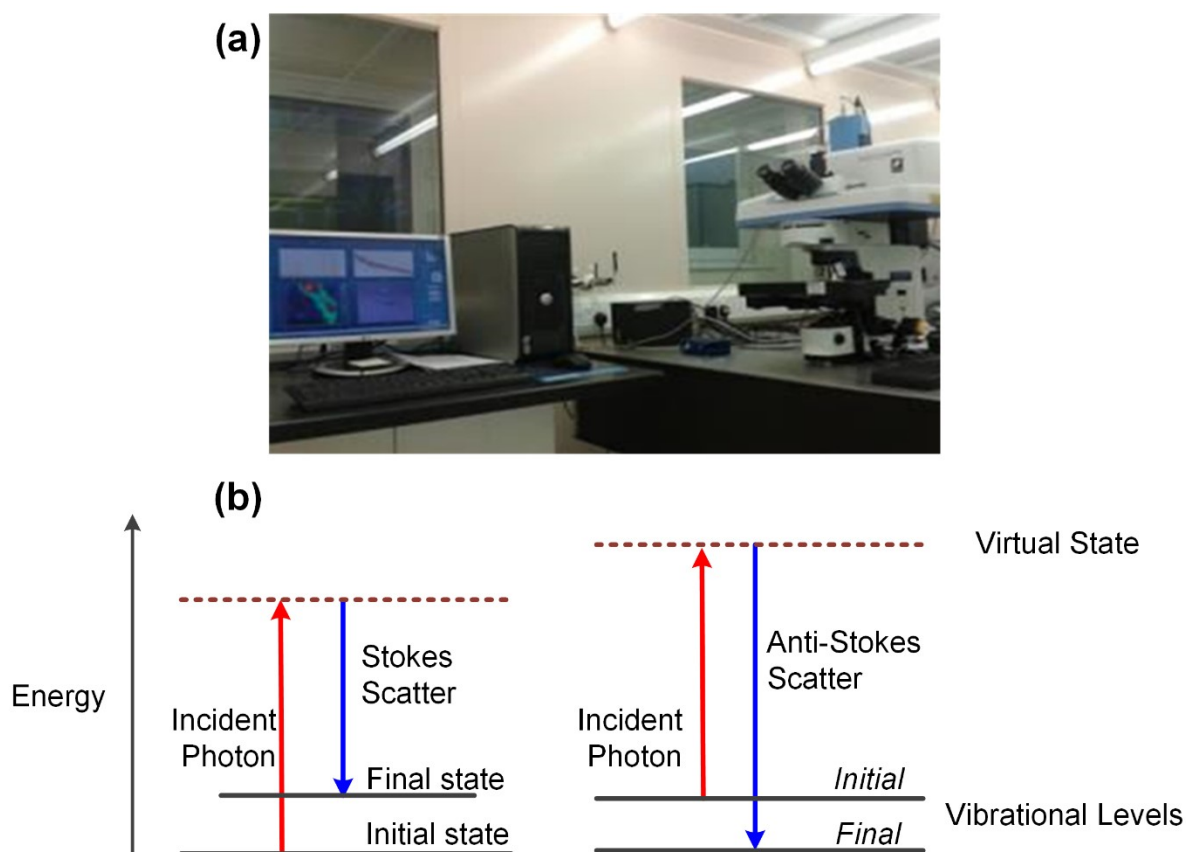 (a)
(b)
Virtual State
Stokes
Scatter
Anti-Stokes
Scatter
Energy
Incident
Photon
Incident
Photon
Final state
Initial
Vibrational Levels
Initial state
Final